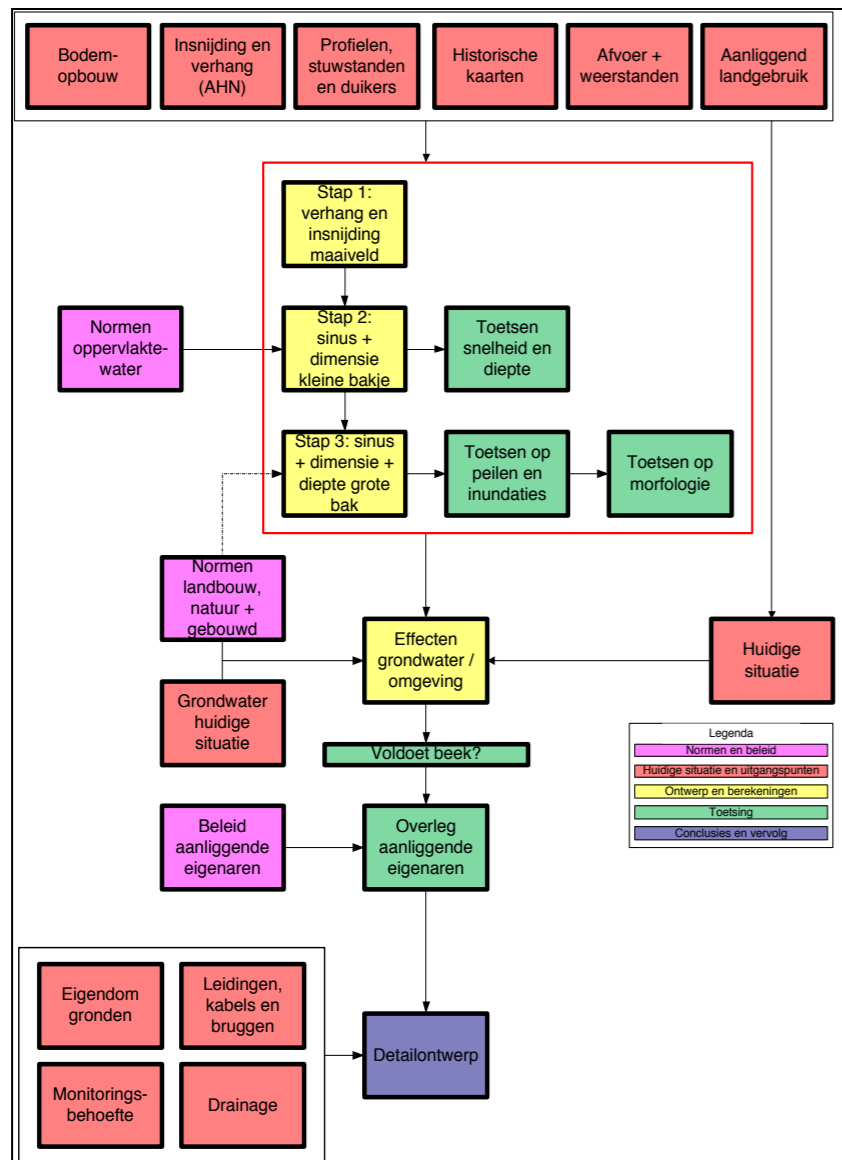 Bodem-
opbouw
Insnijding en
verhang
(AHN)
Profielen,
stuwstanden
en duikers
Historische
kaarten
Afvoer +
weerstanden
Aanliggend
landgebruik
Stap 1:
verhang en
insnijding
maaiveld
Normen
oppervlakte-
water
Stap 2:
sinus +
dimensie
kleine bakje
Toetsen
snelheid en
diepte
Stap 3: sinus
+ dimensie +
diepte grote
bak
Toetsen op
peilen en
inundaties
Toetsen op
morfologie
Normen
landbouw,
natuur +
gebouwd
Effecten
grondwater /
omgeving
Huidige
situatie
Grondwater
huidige
situatie
Legenda
Normen en beleid
Huidige situatie en uitgangspunten
Ontwerp en berekeningen
Toetsing
Conclusies en vervolg
Voldoet beek?
Beleid
aanliggende
eigenaren
Overleg
aanliggende
eigenaren
Eigendom
gronden
Leidingen,
kabels en
bruggen
Monitorings-
behoefte
Drainage
Detailontwerp